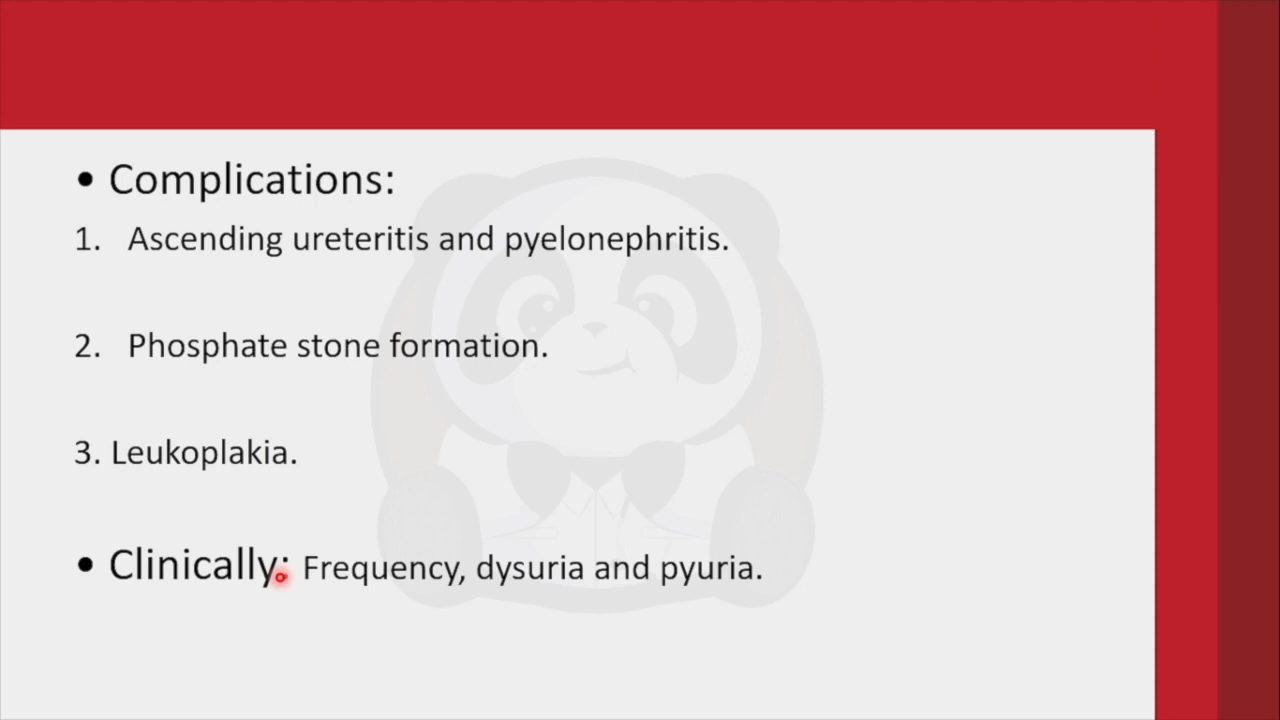 • Complications:
1. Ascending ureteritis and pyelonephritis.
2. Phosphate stone formation.
3. Leukoplakia.
• Clinically: Frequency, dysuria and pyuria.